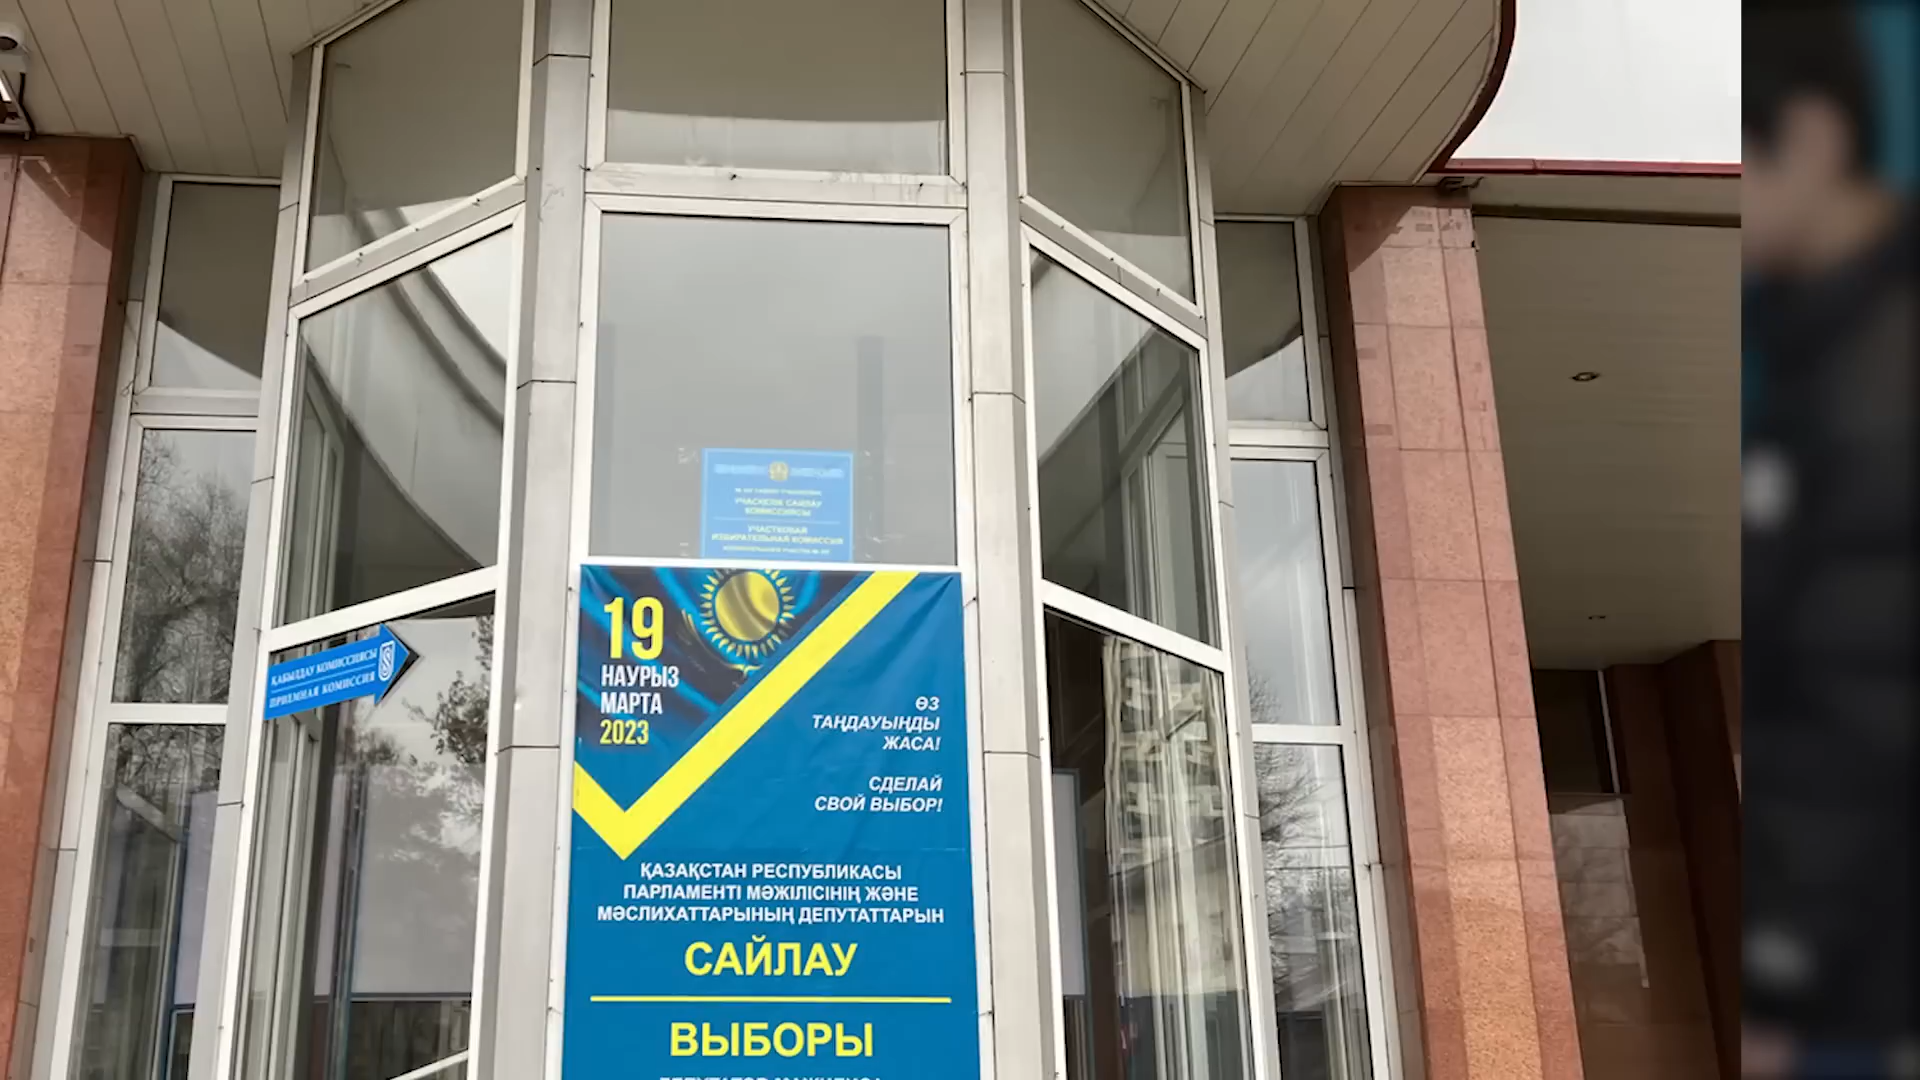 УЧАСКЕЛІК САЙЛАУ
КОМИССИЯСЫ
УЧАСТКОВАЯ
ИЗБИРАТЕЛЬНАЯ КОМИССИЯ
ҚАБЫЛДАУ КОМИССИЯСЫ
ПРИЕМНАЯ КОМИССИЯ
19
НАУРЫЗ
МАРТА
2023
ӨЗ
ТАҢДАУЫҢДЫ
ЖАСА!
СДЕЛАЙ
СВОЙ ВЫБОР!
ҚАЗАҚСТАН РЕСПУБЛИКАСЫ
ПАРЛАМЕНТІ МӘЖІЛІСІНІҢ ЖӘНЕ
МӘСЛИХАТТАРЫНЫҢ ДЕПУТАТТАРЫН
САЙЛАУ
ВЫБОРЫ